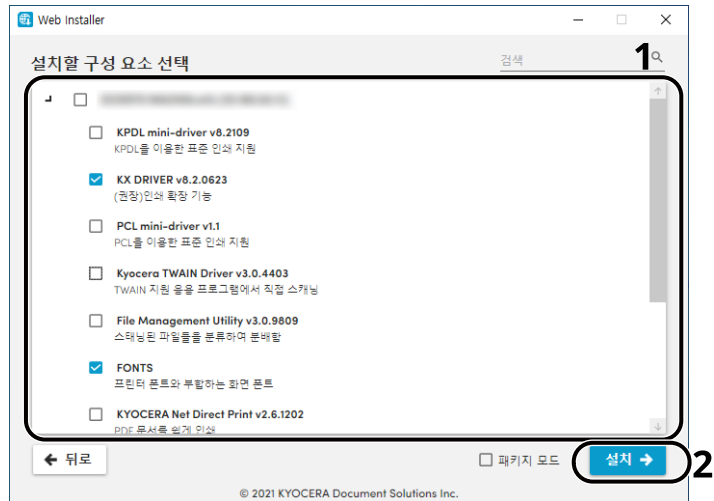 Web Installer
설치할 구성 요소 선택
검색
1
KPDL mini-driver v8.2109
KPDL을 이용한 표준 인쇄 지원
KX DRIVER v8.2.0623
(권장)인쇄 확장 기능
PCL mini-driver v1.1
PCL을 이용한 표준 인쇄 지원
Kyocera TWAIN Driver v3.0.4403
TWAIN 지원 응용 프로그램에서 직접 스캐닝
File Management Utility v3.0.9809
스태닝된 파일들을 분류하며 분배함
FONTS
프린터 폰트와 부합하는 화면 폰트
KYOCERA Net Direct Print v2.6.1202
PDF 문서를 쉽게 인쇄
뒤로
패키지 모드
설치
2
© 2021 KYOCERA Document Solutions Inc.